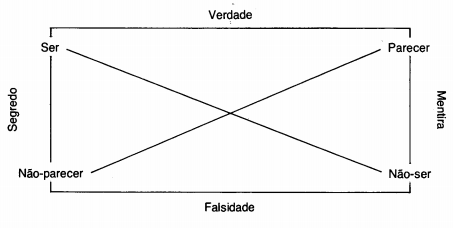 Verdade
Ser
Parecer
Segredo
Mentira
Não-parecer
Não-ser
Falsidade